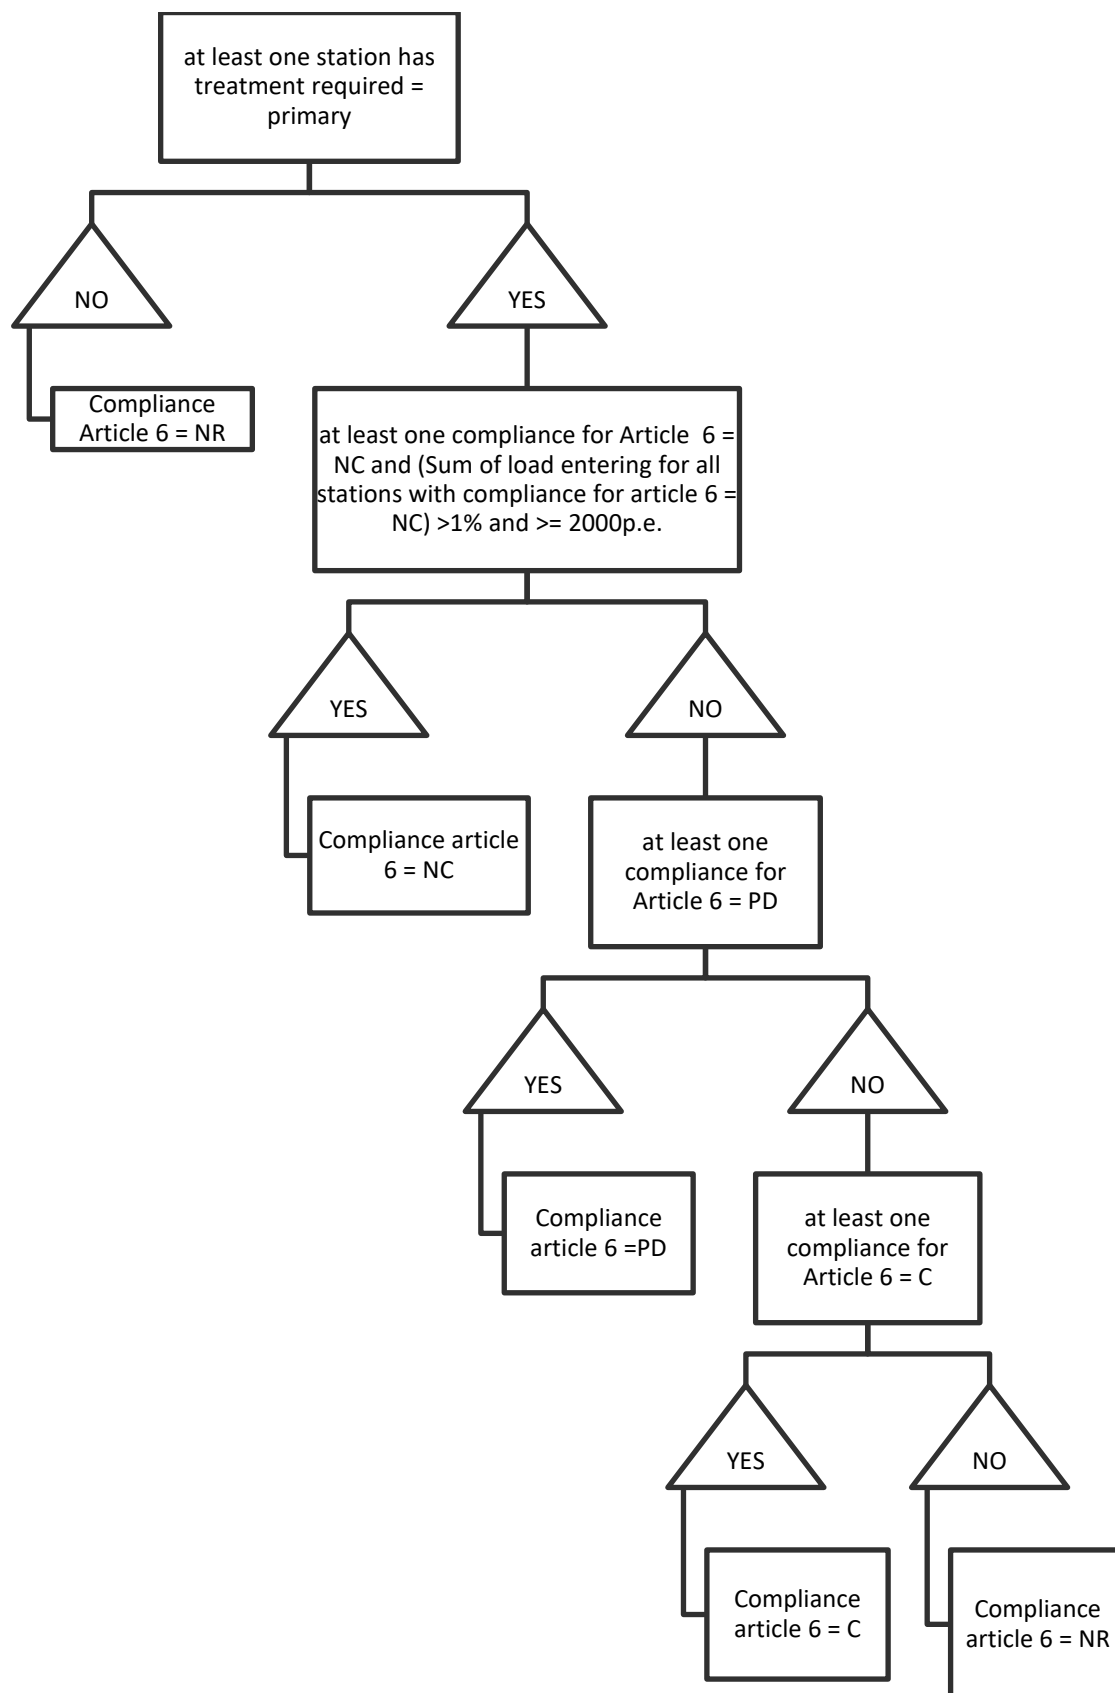 at least one station has
treatment required =
primary
NO
YES
Compliance
Article 6 = NR
at least one compliance for Article  6 =
NC and (Sum of load entering for all
stations with compliance for article 6 =
NC) >1% and >= 2000p.e.
YES
NO
Compliance article
6 = NC
at least one
compliance for
Article 6 = PD
YES
NO
Compliance
article 6 =PD
at least one
compliance for
Article 6 = C
YES
NO
Compliance
article 6 = C
Compliance
article 6 = NR